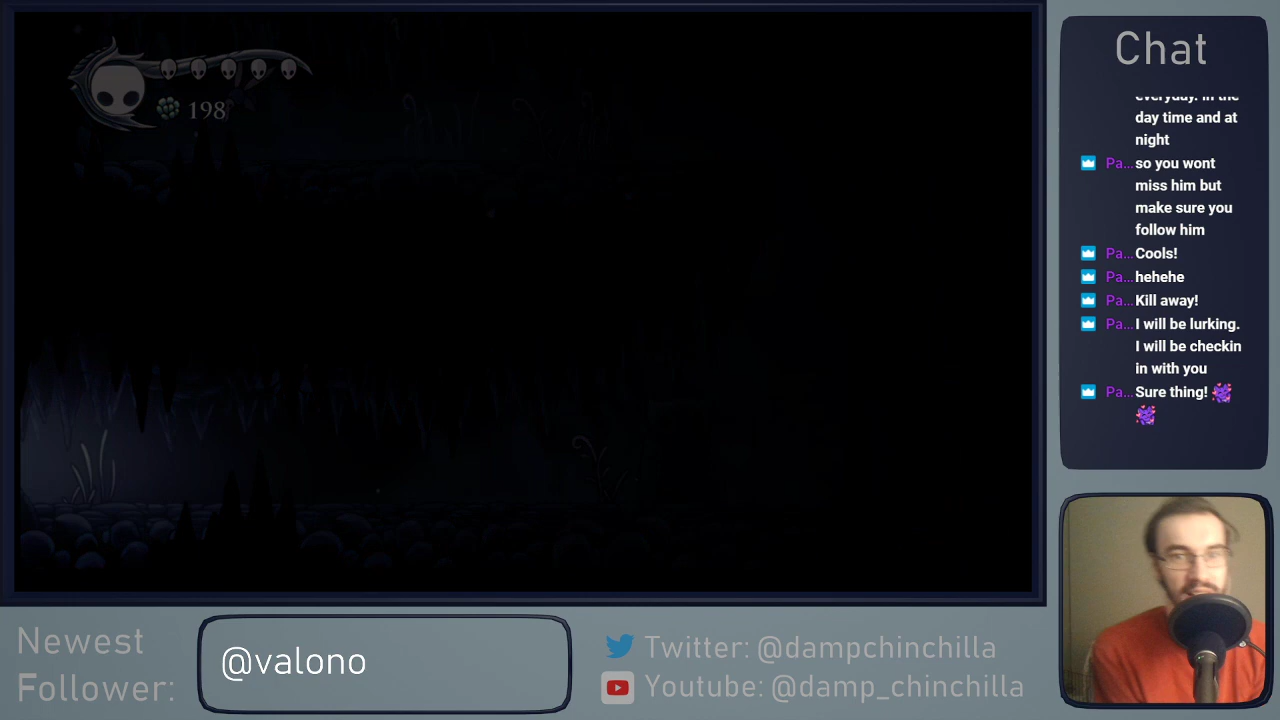 198
Chat
everyday. in the
day time and at
night
Pa... so you wont
miss him but
make sure you
follow him
Pa... Cools!
Pa... hehehe
Pa... Kill away!
Pa... I will be lurking.
I will be checkin
in with you
Pa... Sure thing!
Newest
Follower:
@valono
Twitter: @dampchinchilla
Youtube: @damp_chinchilla